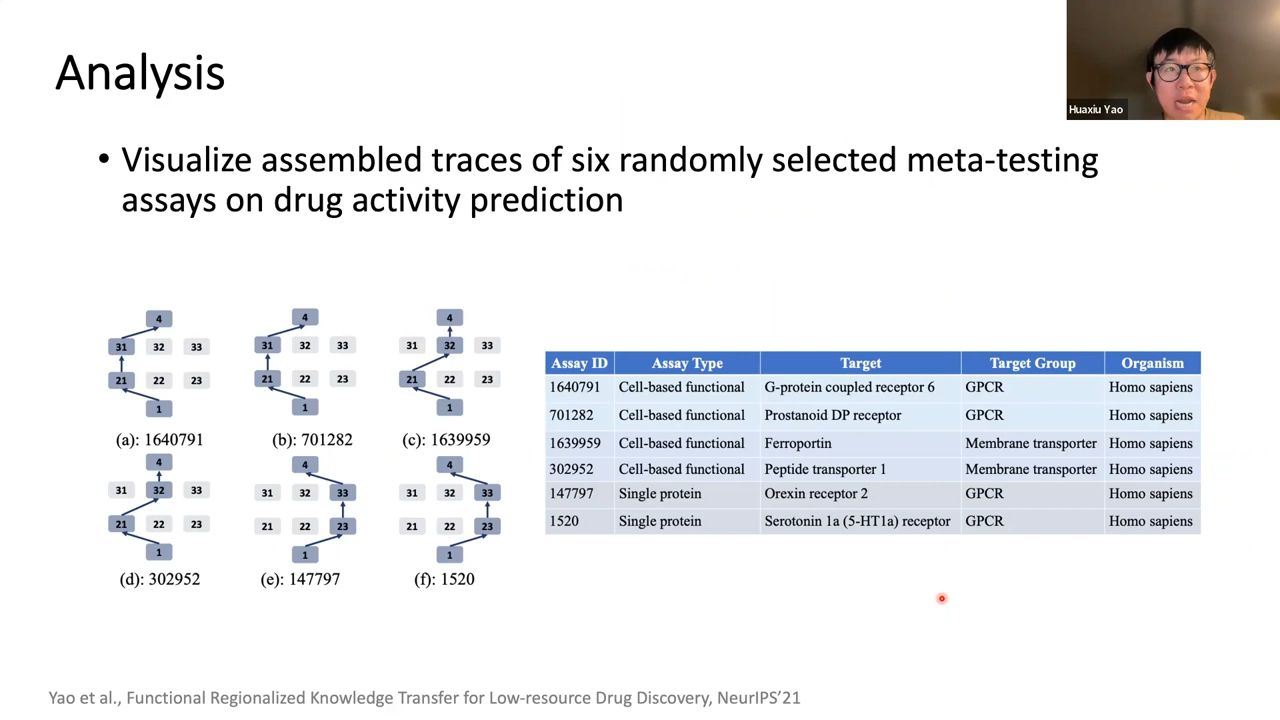 Analysis
Huaxiu Yao
• Visualize assembled traces of six randomly selected meta-testing
assays on drug activity prediction
4
31 32 33
21 22 23
1
(a): 1640791
4
31 32 33
21 22 23
1
(b): 701282
4
31 32 33
21 22 23
1
(c): 1639959
4
31 32 33
21 22 23
1
(d): 302952
4
31 32 33
21 22 23
1
(e): 147797
4
31 32 33
21 22 23
1
(f): 1520
Assay ID Assay Type Target Target Group Organism
1640791 Cell-based functional G-protein coupled receptor 6 GPCR Homo sapiens
701282 Cell-based functional Prostanoid DP receptor GPCR Homo sapiens
1639959 Cell-based functional Ferroportin Membrane transporter Homo sapiens
302952 Cell-based functional Peptide transporter 1 Membrane transporter Homo sapiens
147797 Single protein Orexin receptor 2 GPCR Homo sapiens
1520 Single protein Serotonin 1a (5-HT1a) receptor GPCR Homo sapiens
Yao et al., Functional Regionalized Knowledge Transfer for Low-resource Drug Discovery, NeurIPS’21